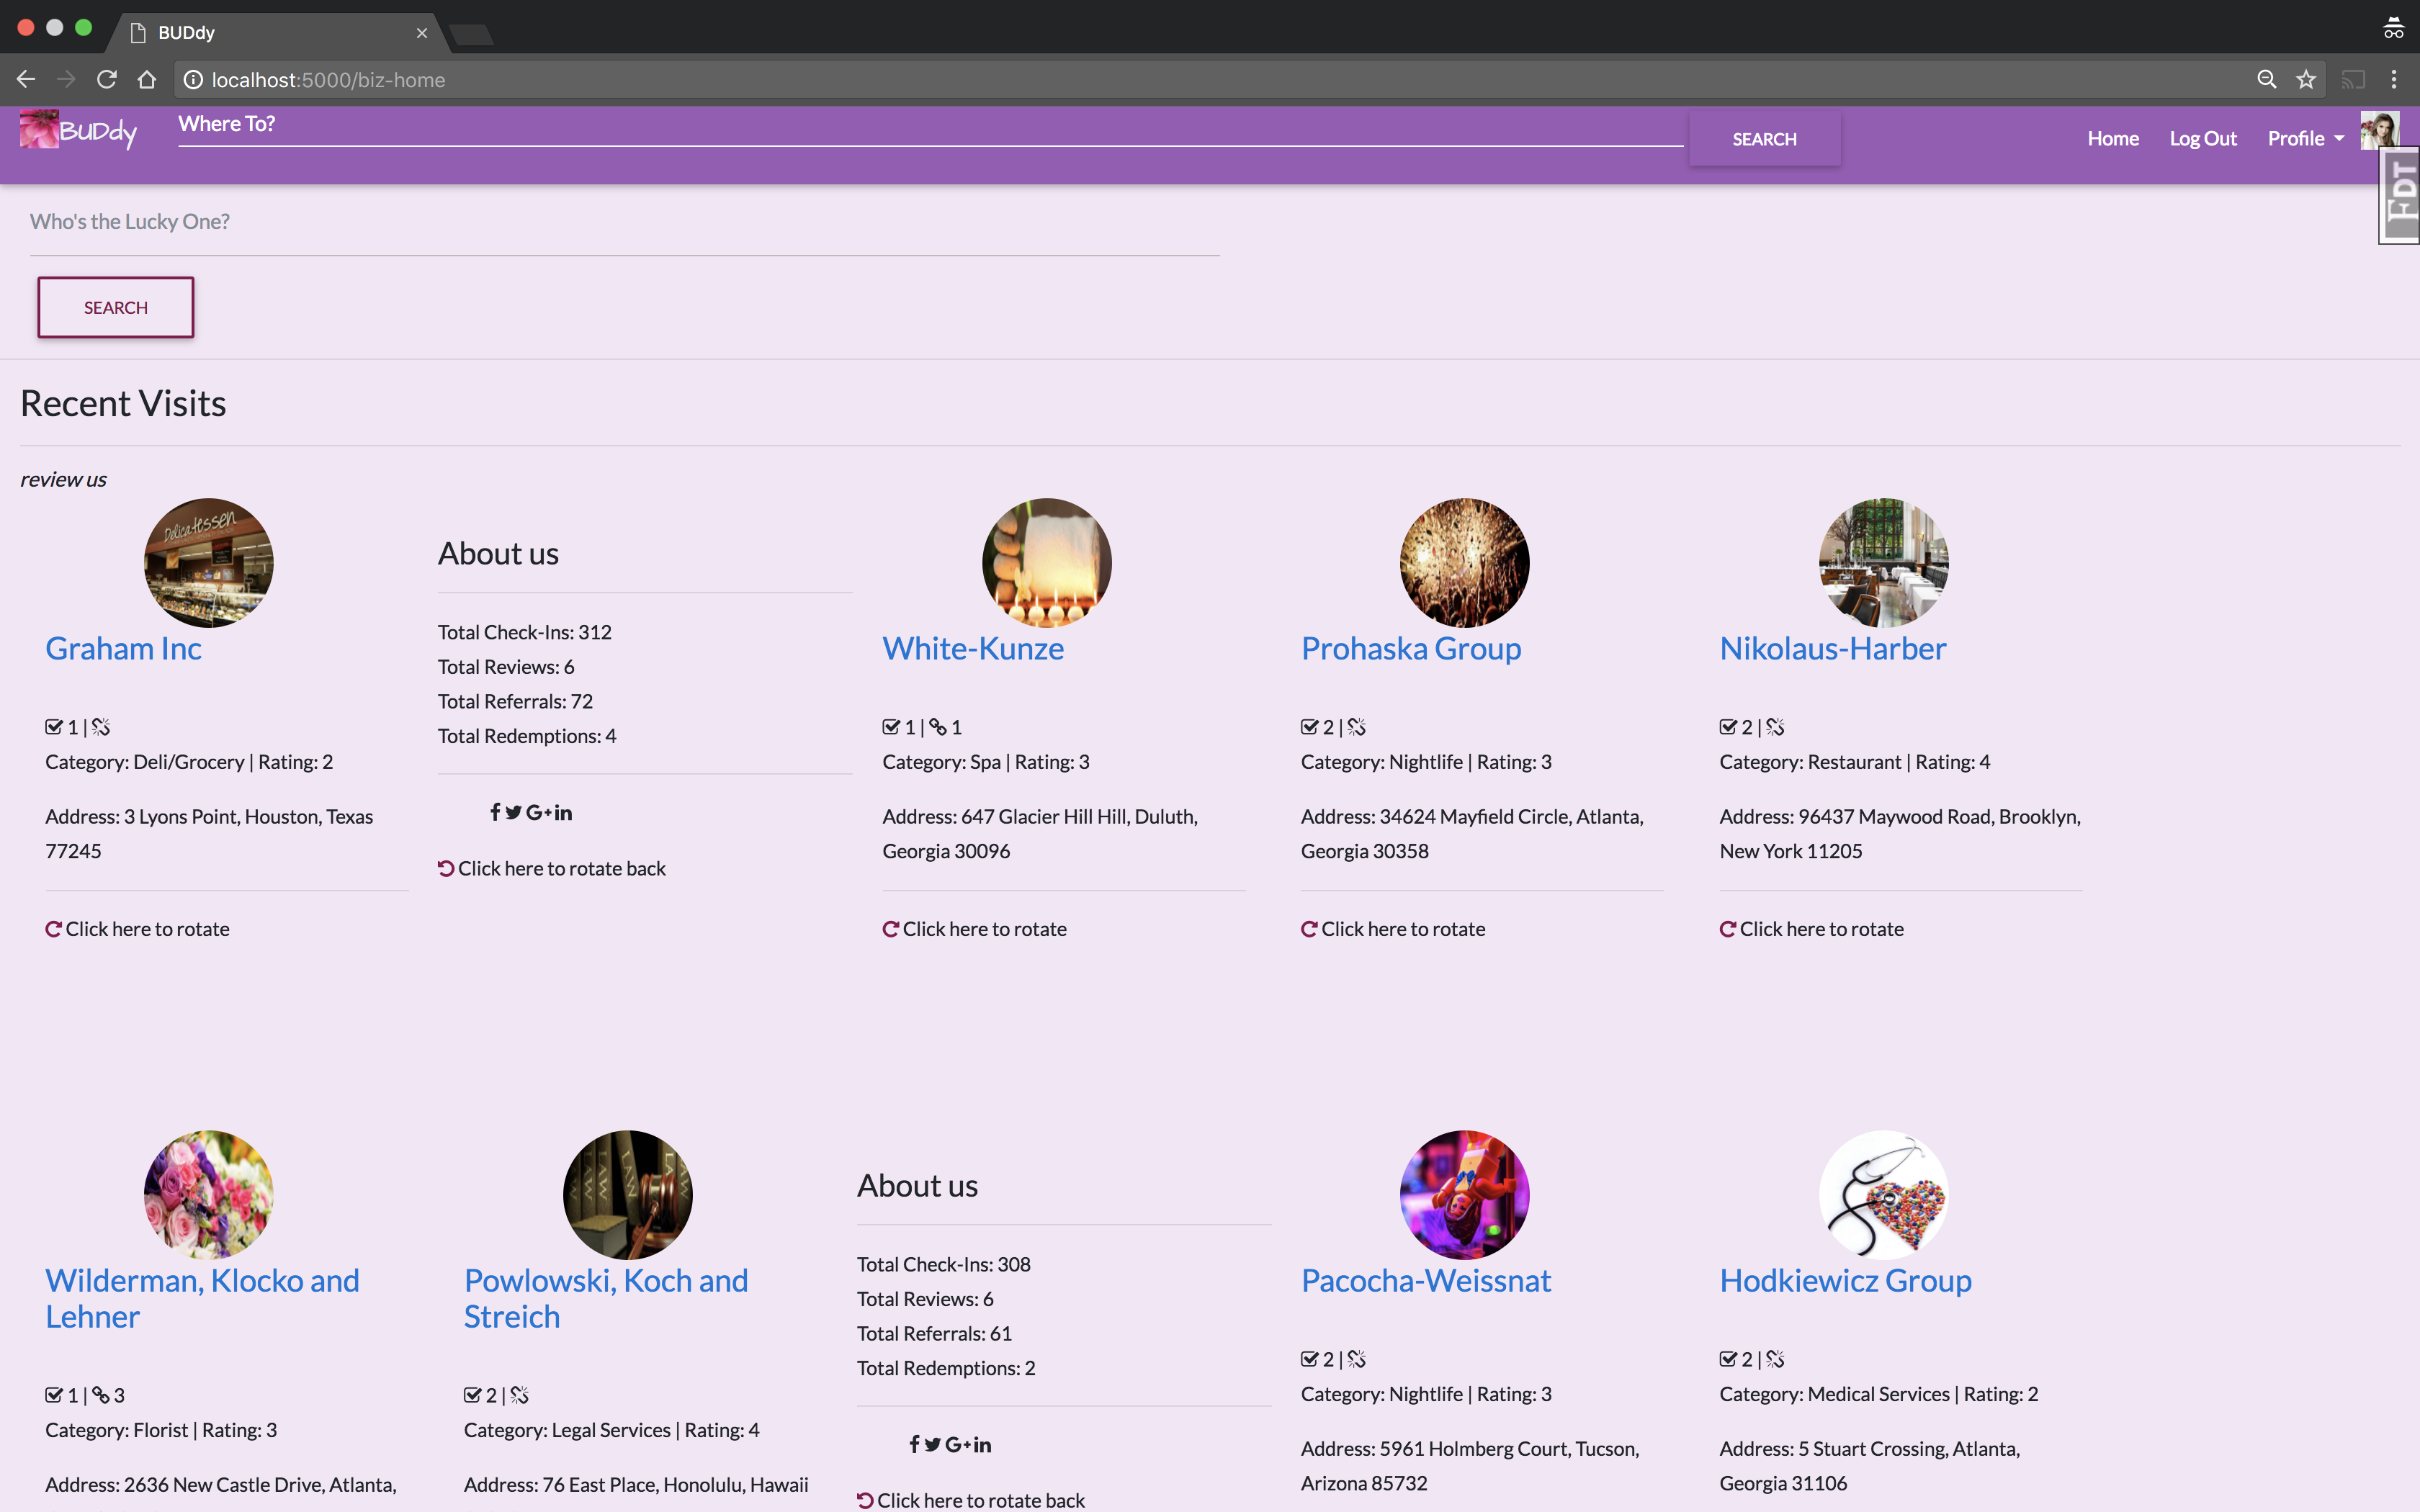 BUDdy
localhost:5000/biz-home
BUDdy
Where To?
SEARCH
Home
Log Out
Profile
FDT
Who's the Lucky One?
SEARCH
Recent Visits
review us
Delicatessen
Graham Inc
1 |
Category: Deli/Grocery | Rating: 2
Address: 3 Lyons Point, Houston, Texas
77245
Click here to rotate
About us
Total Check-Ins: 312
Total Reviews: 6
Total Referrals: 72
Total Redemptions: 4
Click here to rotate back
White-Kunze
1 | 1
Category: Spa | Rating: 3
Address: 647 Glacier Hill Hill, Duluth,
Georgia 30096
Click here to rotate
Prohaska Group
2 |
Category: Nightlife | Rating: 3
Address: 34624 Mayfield Circle, Atlanta,
Georgia 30358
Click here to rotate
Nikolaus-Harber
2 |
Category: Restaurant | Rating: 4
Address: 96437 Maywood Road, Brooklyn,
New York 11205
Click here to rotate
Wilderman, Klocko and
Lehner
1 | 3
Category: Florist | Rating: 3
Address: 2636 New Castle Drive, Atlanta,
LAW LAW LAW LAW
Powlowski, Koch and
Streich
2 |
Category: Legal Services | Rating: 4
Address: 76 East Place, Honolulu, Hawaii
About us
Total Check-Ins: 308
Total Reviews: 6
Total Referrals: 61
Total Redemptions: 2
Click here to rotate back
Pacocha-Weissnat
2 |
Category: Nightlife | Rating: 3
Address: 5961 Holmberg Court, Tucson,
Arizona 85732
Hodkiewicz Group
2 |
Category: Medical Services | Rating: 2
Address: 5 Stuart Crossing, Atlanta,
Georgia 31106